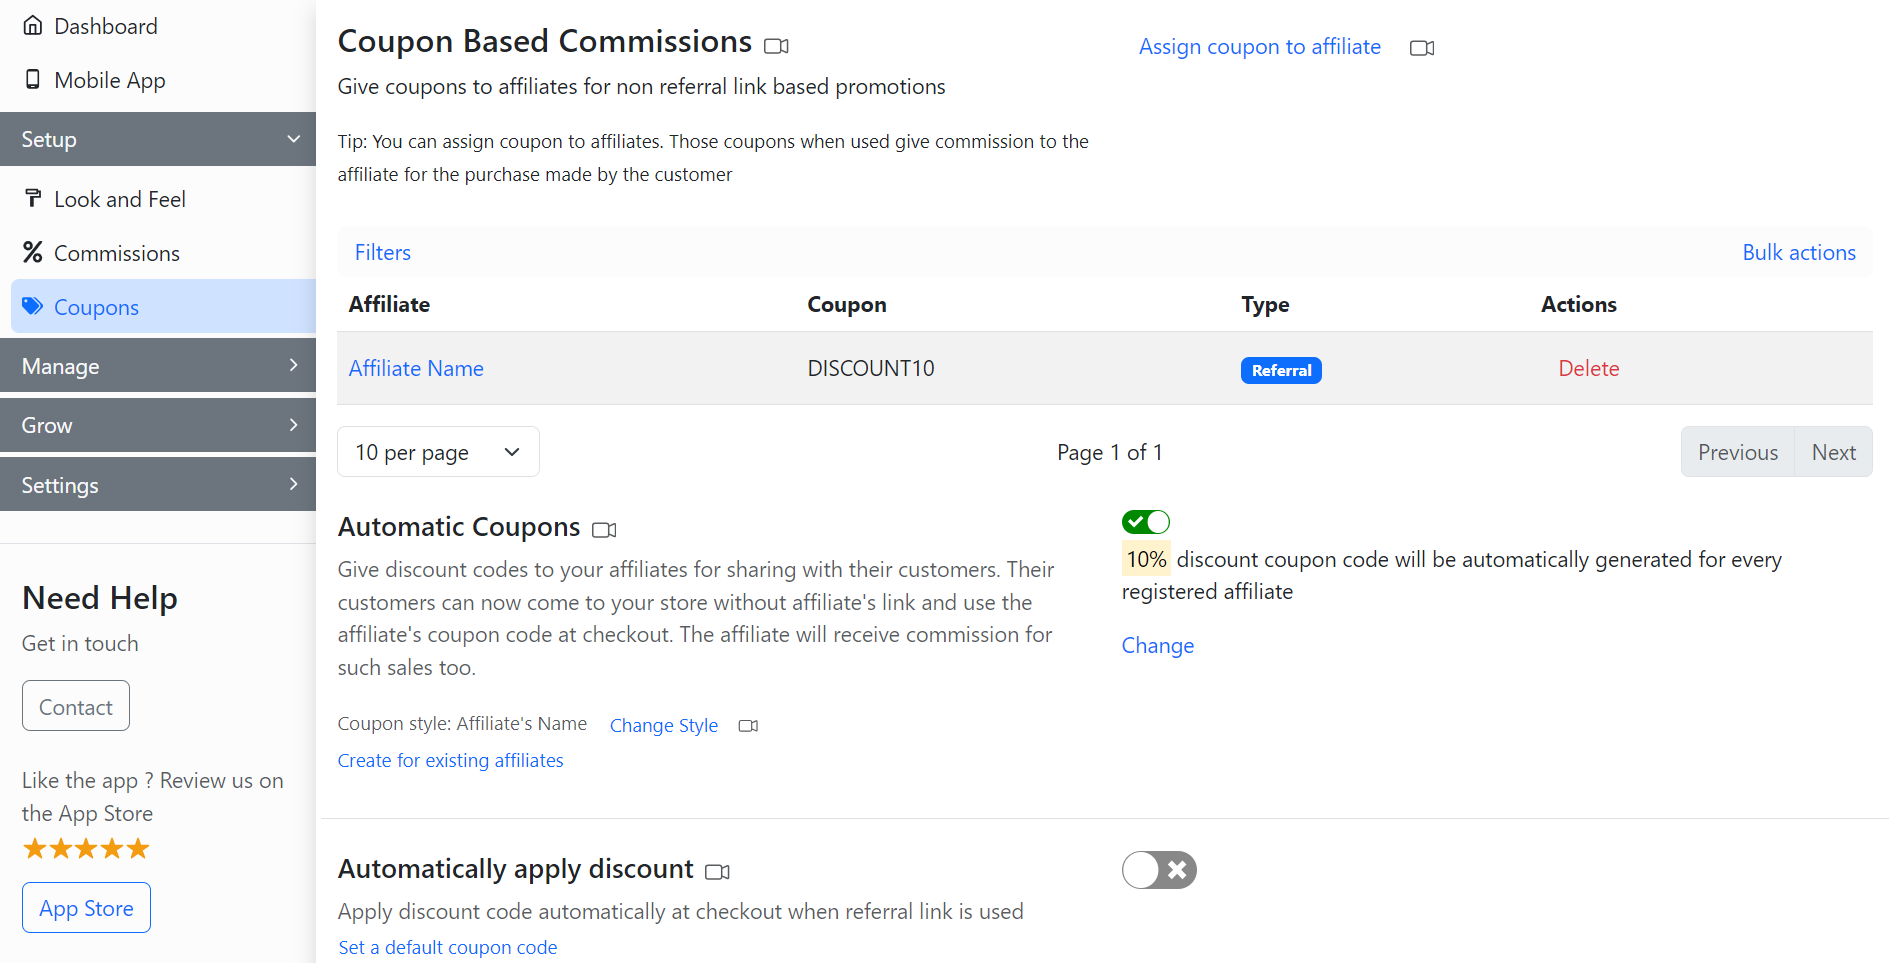 Dashboard
Mobile App
Setup
Look and Feel
Commissions
Coupons
Manage
Grow
Settings
Need Help
Get in touch
Contact
Like the app ? Review us on
the App Store
App Store
Coupon Based Commissions
Assign coupon to affiliate
Give coupons to affiliates for non referral link based promotions
Tip: You can assign coupon to affiliates. Those coupons when used give commission to the
affiliate for the purchase made by the customer
Filters
Bulk actions
Affiliate Coupon Type Actions
Affiliate Name DISCOUNT10 Referral Delete
10 per page
Page 1 of 1
Previous Next
Automatic Coupons
Give discount codes to your affiliates for sharing with their customers. Their
customers can now come to your store without affiliate's link and use the
affiliate's coupon code at checkout. The affiliate will receive commission for
such sales too.
Coupon style: Affiliate's Name Change Style
Create for existing affiliates
10% discount coupon code will be automatically generated for every
registered affiliate
Change
Automatically apply discount
Apply discount code automatically at checkout when referral link is used
Set a default coupon code